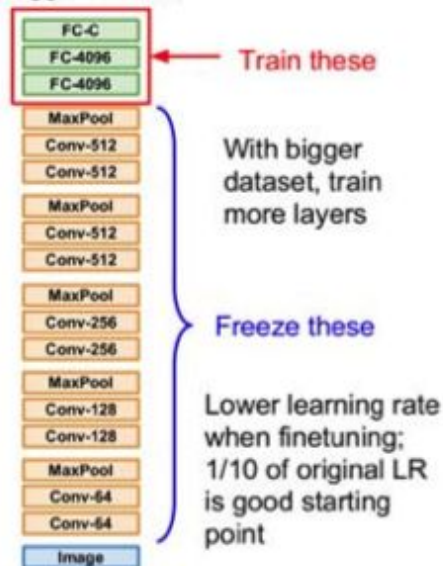 FC-C
FC-4096
FC-4096
Train these
MaxPool
Conv-512
Conv-512
With bigger
dataset, train
more layers
MaxPool
Conv-512
Conv-512
MaxPool
Conv-256
Conv-256
Freeze these
MaxPool
Conv-128
Conv-128
MaxPool
Conv-64
Conv-64
Lower learning rate
when finetuning;
1/10 of original LR
is good starting
point
Image